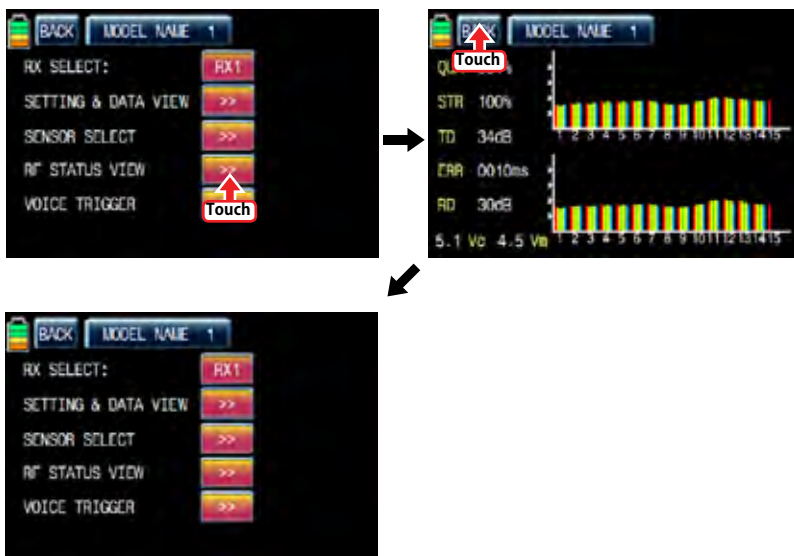 BACK MODEL NAME 1
RX SELECT: RX1
SETTING & DATA VIEW >>
SENSOR SELECT >>
RF STATUS VIEW >>
VOICE TRIGGER
Touch
BACK MODEL NAME 1
Touch
STR 100%
TD 34dB
1 2 3 4 5 6 7 8 9 10 11 12 13 14 15
ERR 0010ms
RD 30dB
5.1 Vc 4.5 Vm
1 2 3 4 5 6 7 8 9 10 11 12 13 14 15
BACK MODEL NAME 1
RX SELECT: RX1
SETTING & DATA VIEW >>
SENSOR SELECT >>
RF STATUS VIEW >>
VOICE TRIGGER >>